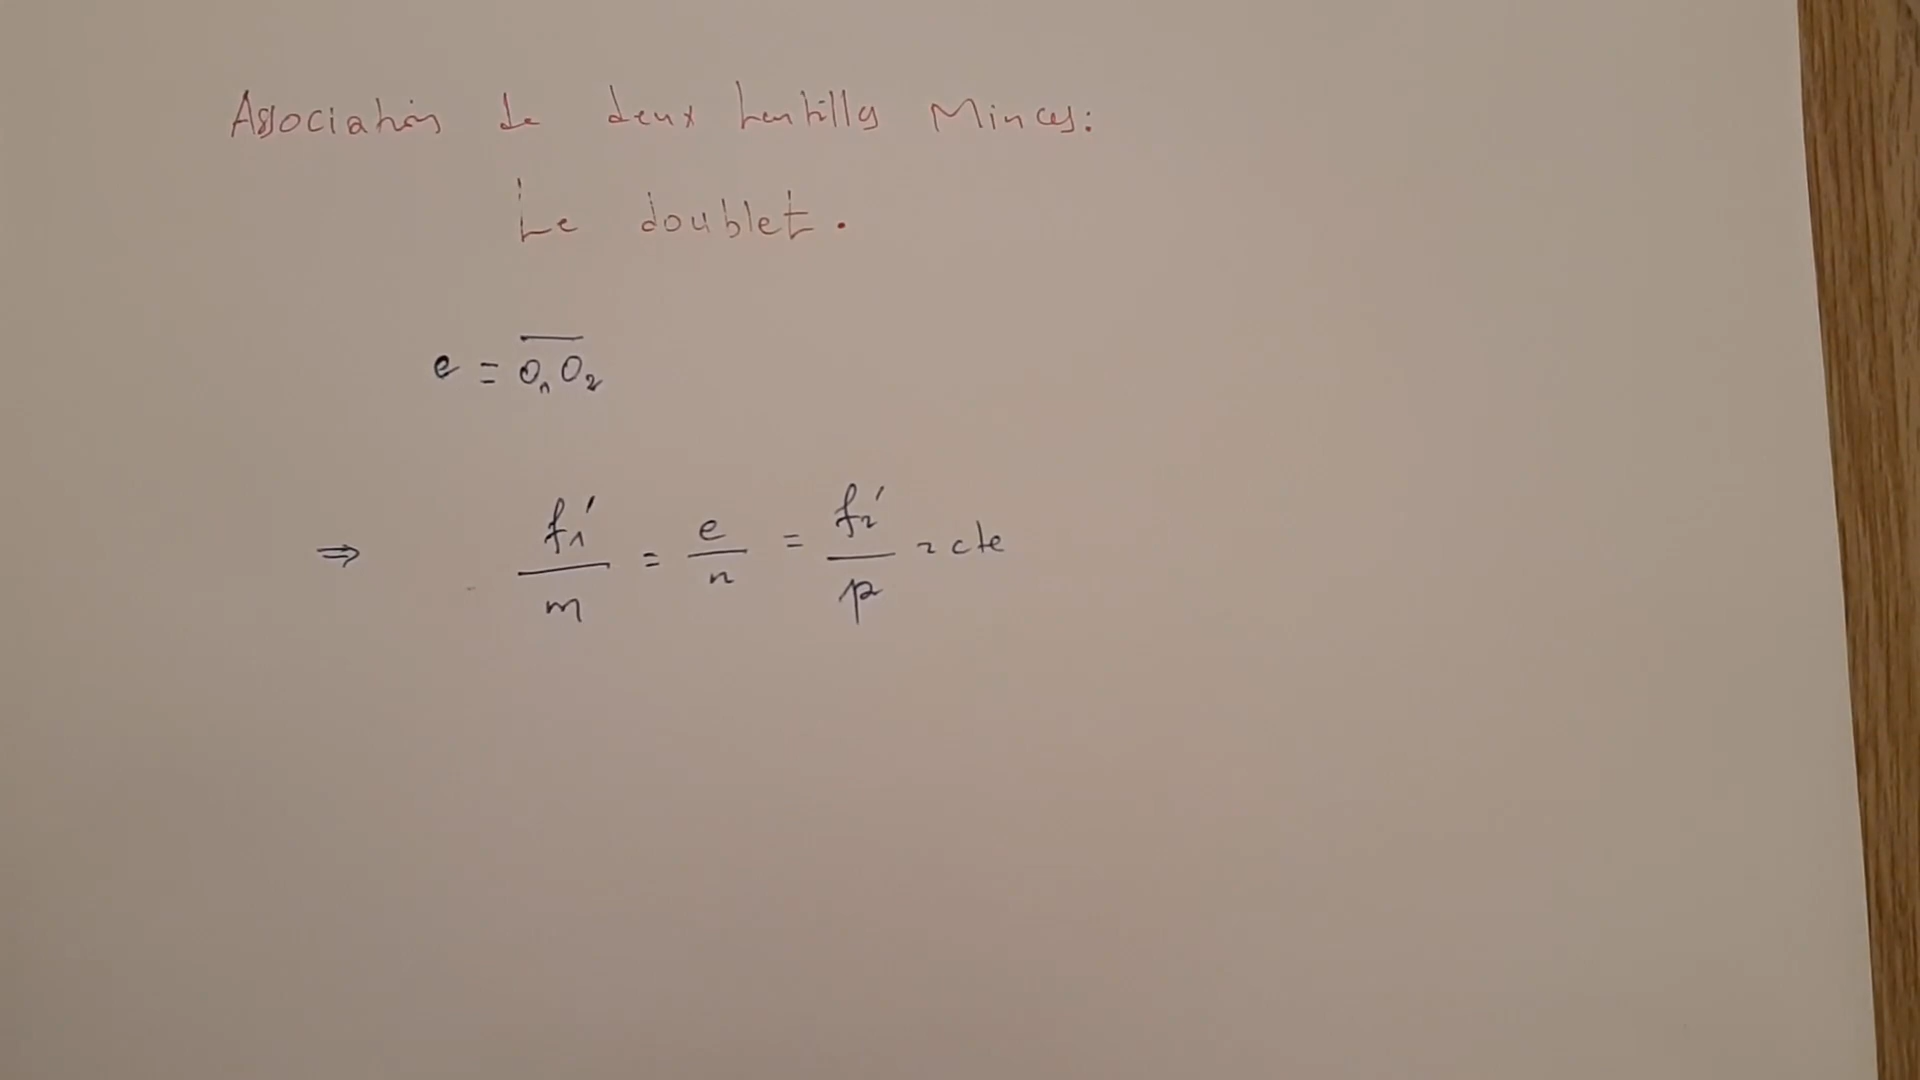 Association de deux lentilles Minces:
Le doublet.
e = O₁O₂
⇒ f₁'/m = e/n = f₂'/p = cte